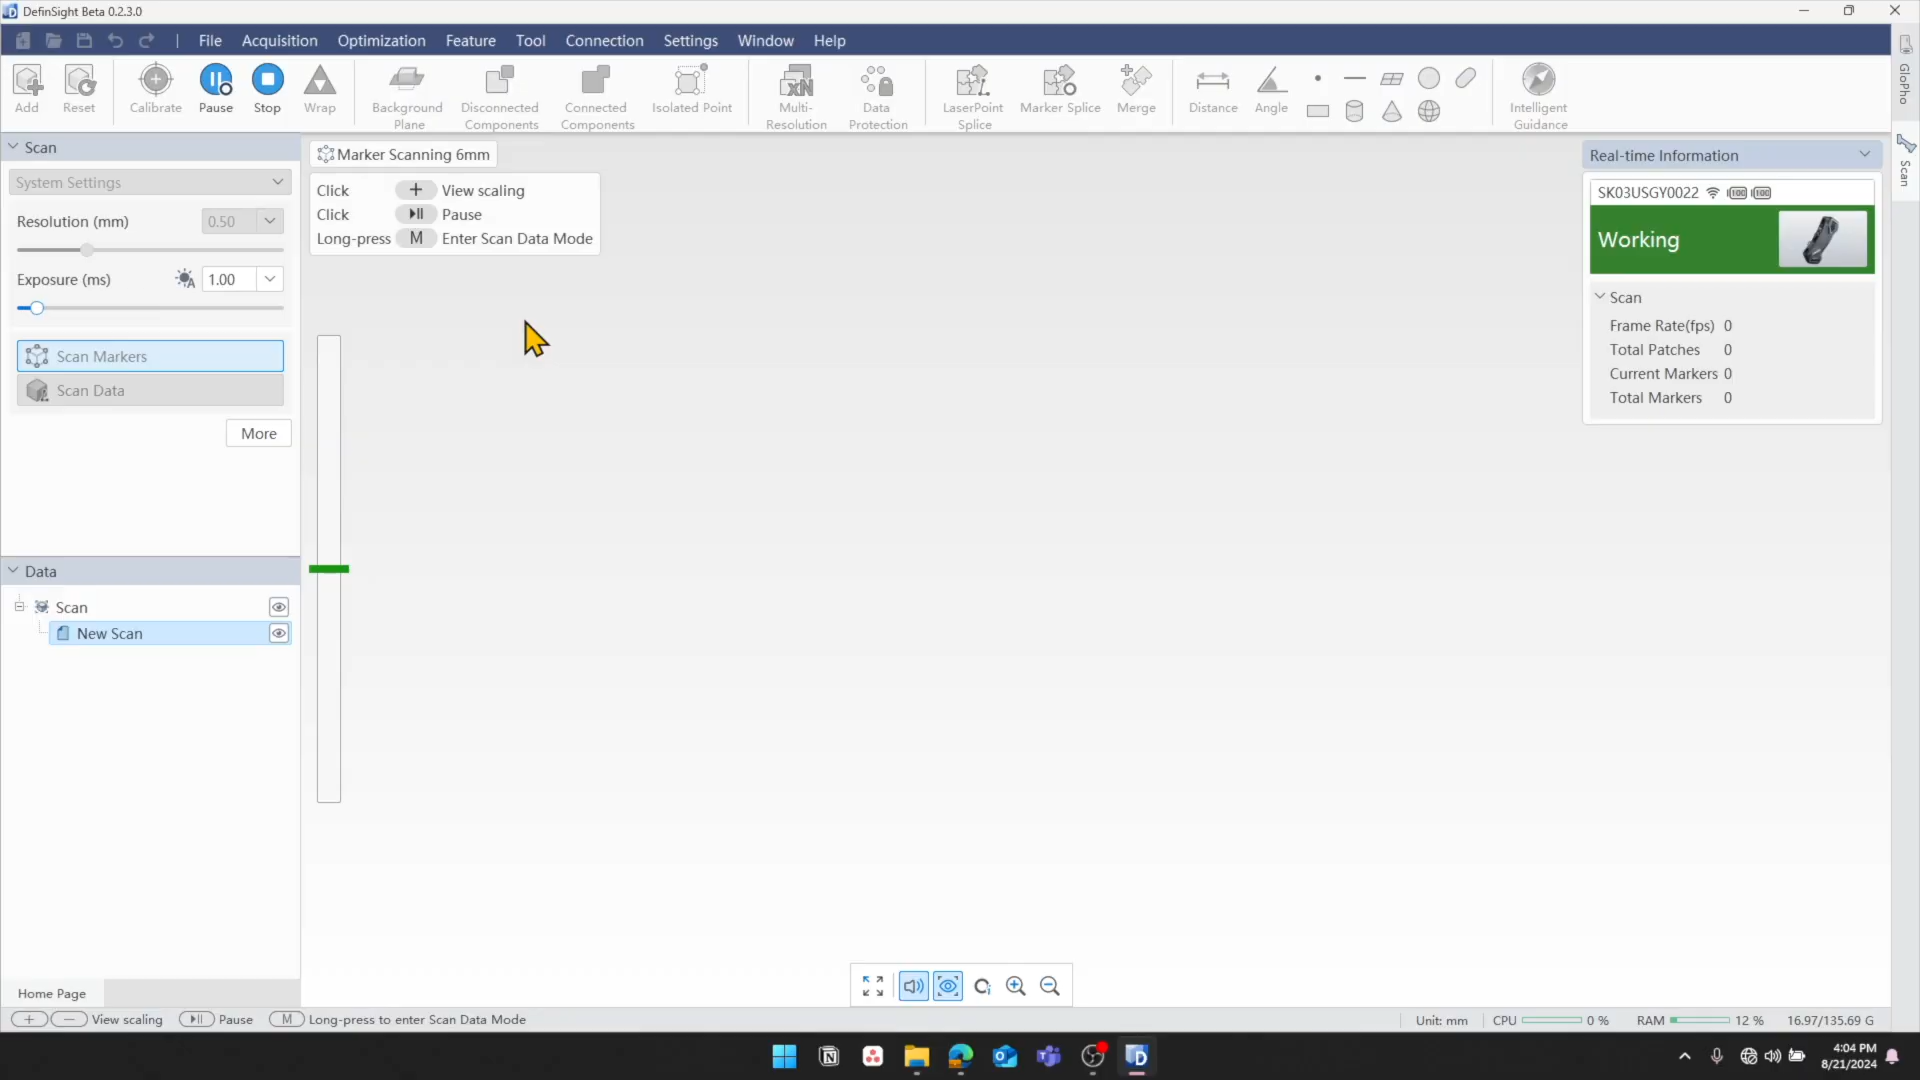 DefinSight Beta 0.2.3.0
File Acquisition Optimization Feature Tool Connection Settings Window Help
Add Reset Calibrate Pause Stop Wrap Background Plane Disconnected Components Connected Components Isolated Point Multi-Resolution Data Protection LaserPoint Splice Marker Splice Merge Distance Angle Intelligent Guidance
GloPho
Scan
Scan
System Settings
Resolution (mm) 0.50
Exposure (ms) 1.00
Scan Markers
Scan Data
More
Marker Scanning 6mm
Click + View scaling
Click Pause
Long-press M Enter Scan Data Mode
Real-time Information
SK03USGY0022 100 100
Working
Scan
Frame Rate(fps) 0
Total Patches 0
Current Markers 0
Total Markers 0
Data
Scan
New Scan
Home Page
+ − View scaling Pause M Long-press to enter Scan Data Mode
Unit: mm CPU 0 % RAM 12 % 16.97/135.69 G
4:04 PM
8/21/2024